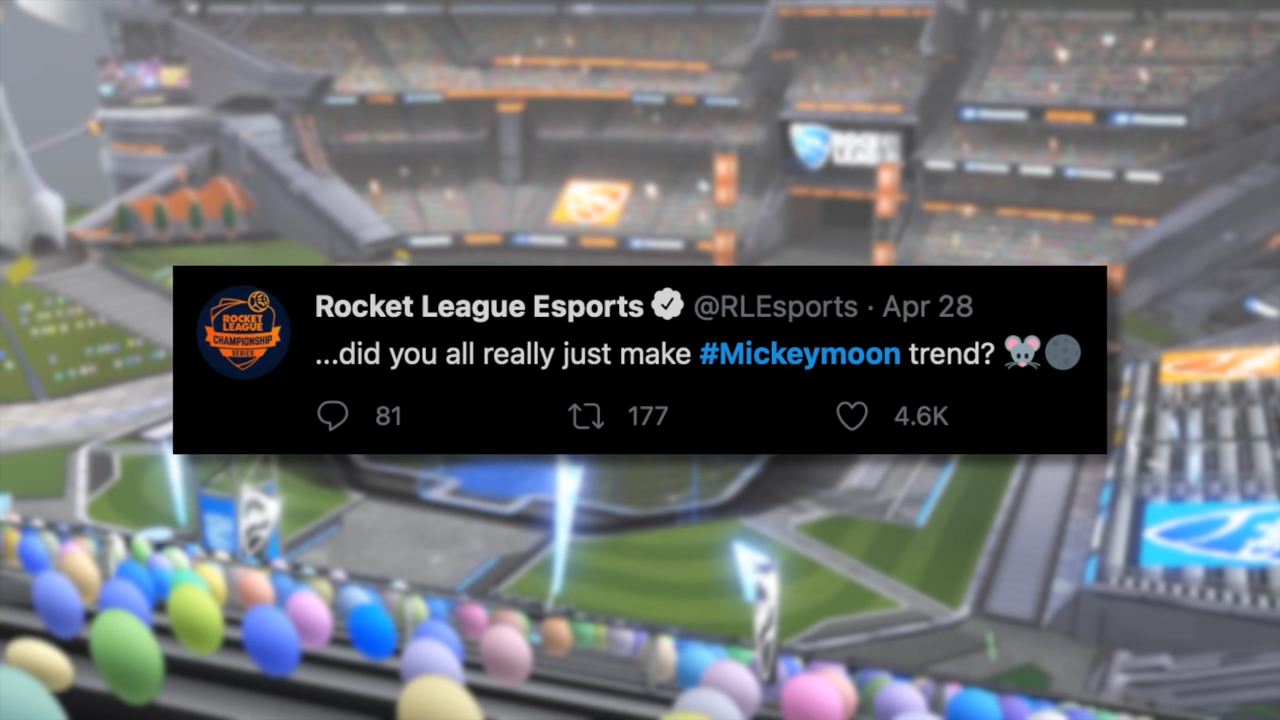 ROCKET
LEAGUE
CHAMPIONSHIP
SERIES
Rocket League Esports @RLEsports · Apr 28
...did you all really just make #Mickeymoon trend? 🐭🌑
81 177 4.6K